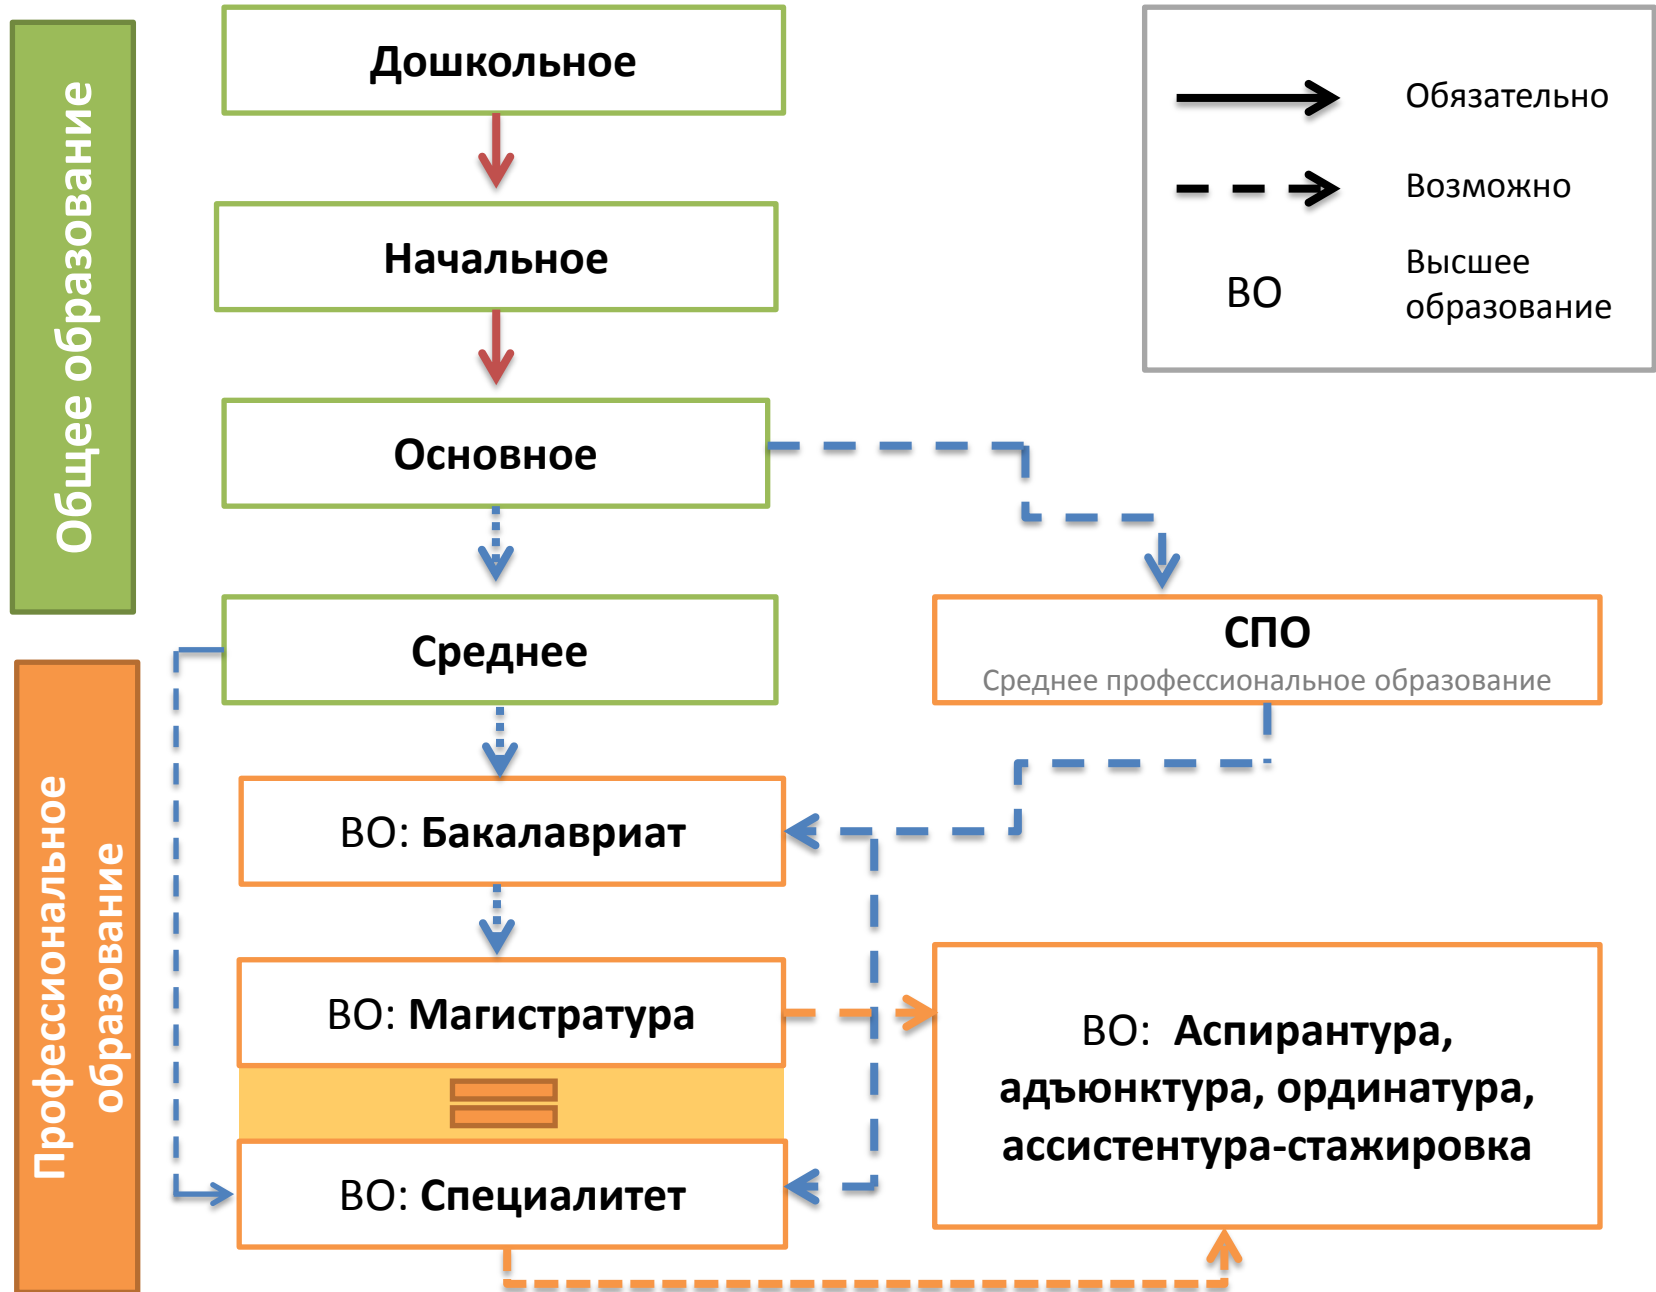 Общее образование
Дошкольное
Начальное
Основное
Среднее
Обязательно
Возможно
ВО
Высшее
образование
СПО
Среднее профессиональное образование
Профессиональное
образование
ВО: Бакалавриат
ВО: Магистратура
ВО: Специалитет
ВО: Аспирантура,
адъюнктура, ординатура,
ассистентура-стажировка